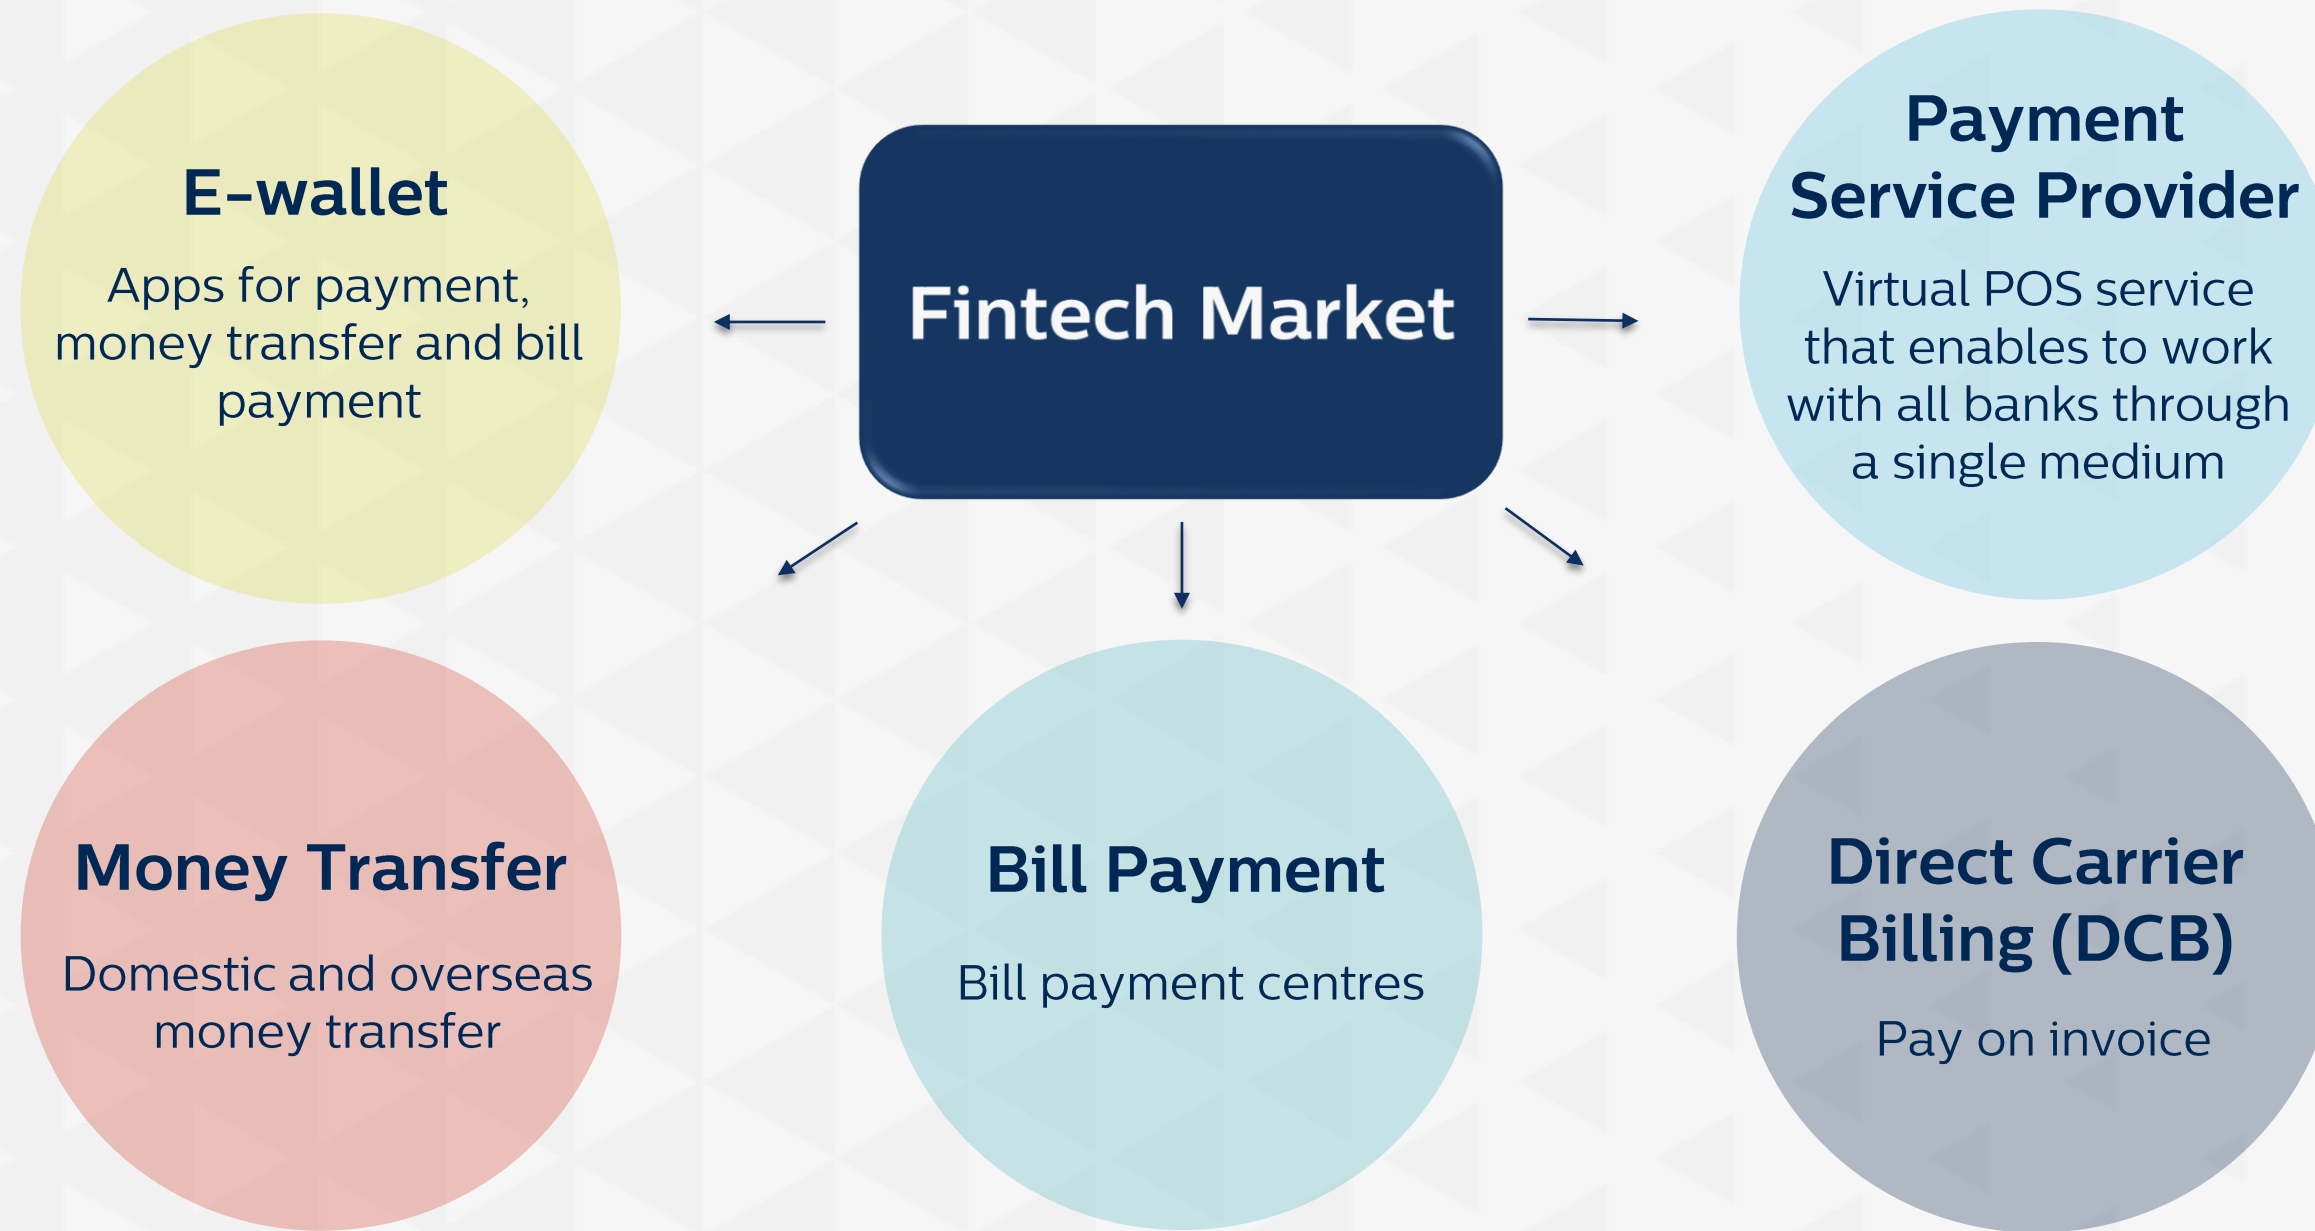 E-wallet
Apps for payment,
money transfer and bill
payment
Fintech Market
Payment
Service Provider
Virtual POS service
that enables to work
with all banks through
a single medium
Money Transfer
Domestic and overseas
money transfer
Bill Payment
Bill payment centres
Direct Carrier
Billing (DCB)
Pay on invoice